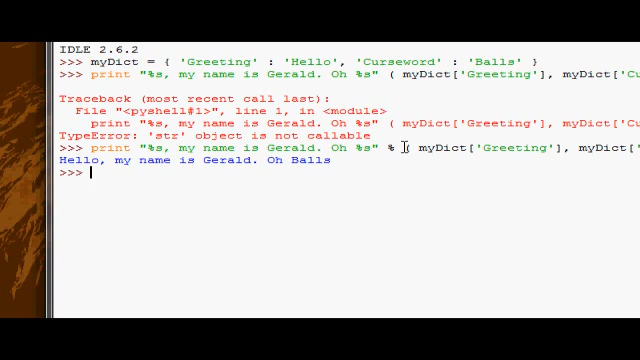 IDLE 2.6.2
>>> myDict = { 'Greeting' : 'Hello', 'Curseword' : 'Balls' }
>>> print "%s, my name is Gerald. Oh %s" ( myDict['Greeting'], myDict['Cu
Traceback (most recent call last):
  File "<pyshell#1>", line 1, in <module>
    print "%s, my name is Gerald. Oh %s" ( myDict['Greeting'], myDict['Cu
TypeError: 'str' object is not callable
>>> print "%s, my name is Gerald. Oh %s" % ( myDict['Greeting'], myDict['
Hello, my name is Gerald. Oh Balls
>>>